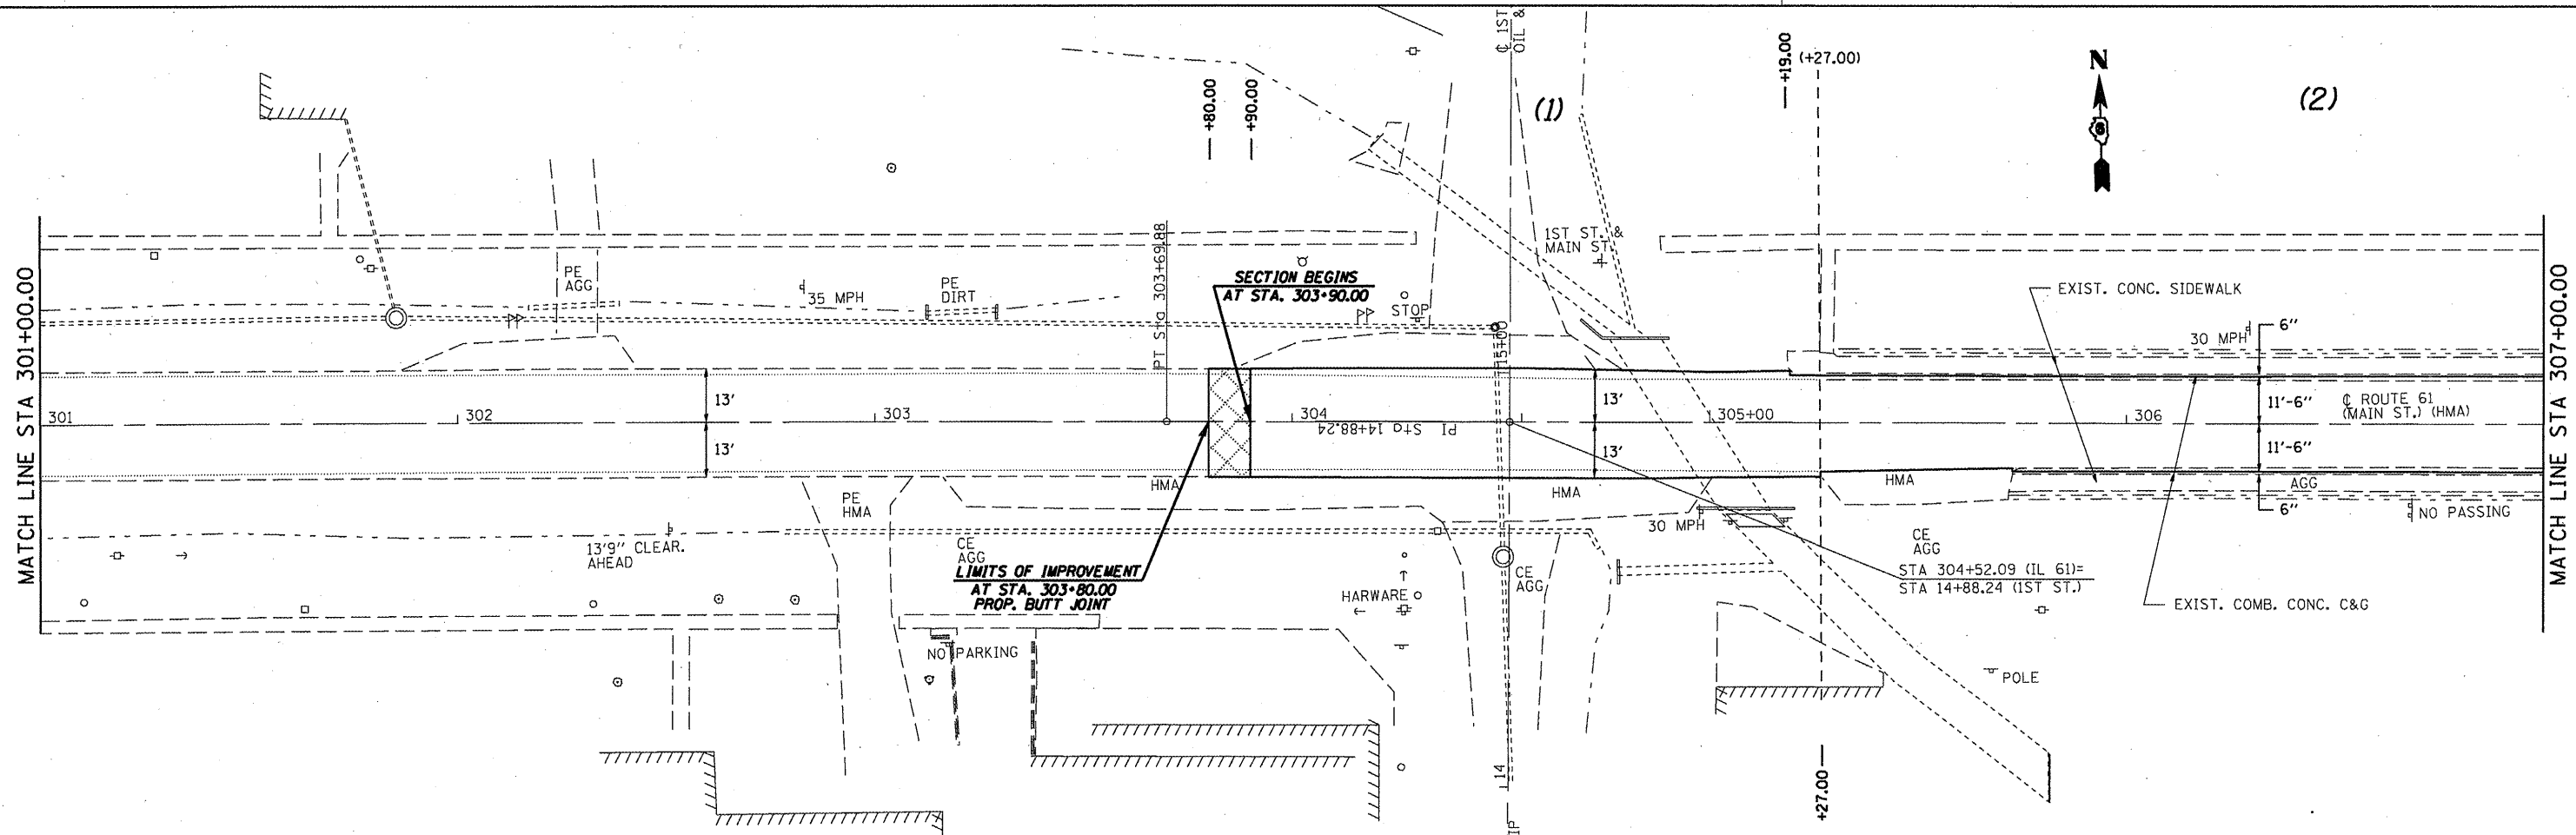 ℄ 1ST
OIL &
+19.00
(+27.00)
N
(1)
(2)
+80.00
+90.00
6
MATCH LINE STA 301+00.00
PE
AGG
35 MPH
PE
DIRT
PT Sta 303+69.88
SECTION BEGINS
AT STA. 303+90.00
STOP
1ST ST. &
MAIN ST.
15+00
EXIST. CONC. SIDEWALK
30 MPH
6"
MATCH LINE STA 307+00.00
301
302
13'
13'
303
304
PI Sta 14+88.24
13'
13'
305+00
306
11'-6"
11'-6"
℄ ROUTE 61
(MAIN ST.) (HMA)
HMA
HMA
HMA
AGG
6"
NO PASSING
PE
HMA
30 MPH
13'9" CLEAR.
AHEAD
CE
AGG
LIMITS OF IMPROVEMENT
AT STA. 303+80.00
PROP. BUTT JOINT
HARWARE
CE
AGG
CE
AGG
STA 304+52.09 (IL 61)=
STA 14+88.24 (1ST ST.)
EXIST. COMB. CONC. C&G
NO PARKING
POLE
14
+27.00
IP